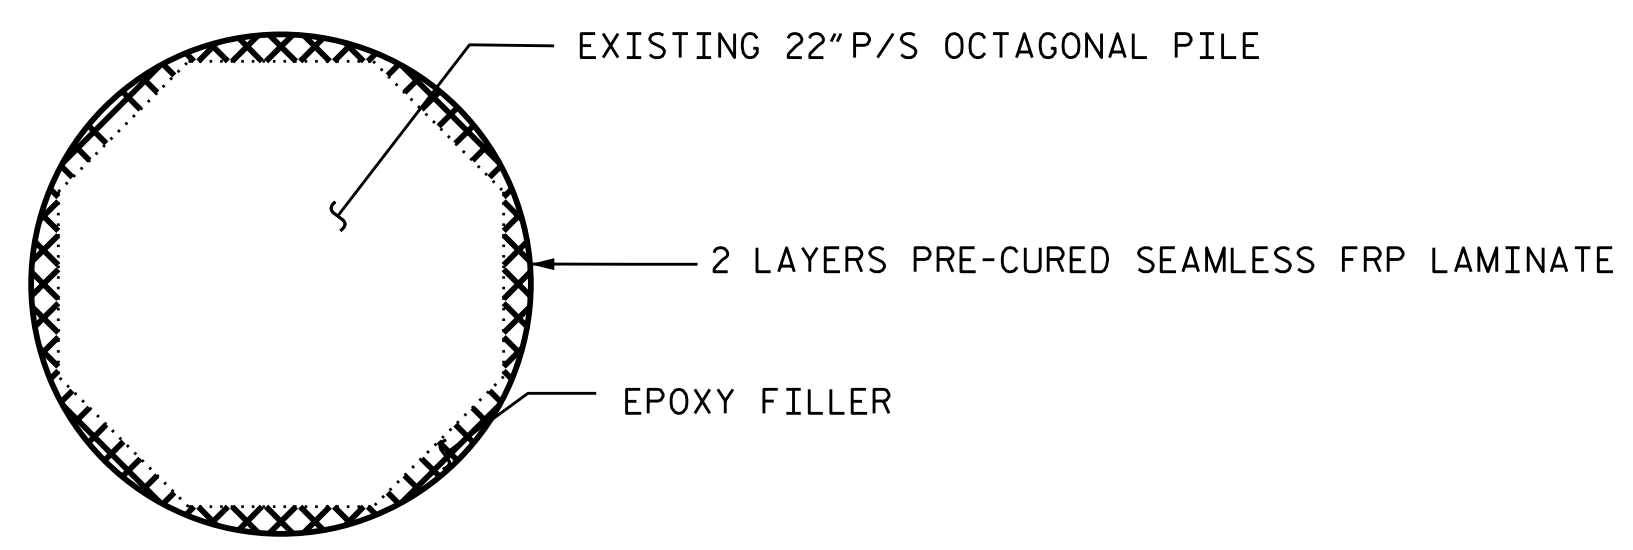 EXISTING 22" P/S OCTAGONAL PILE
2 LAYERS PRE-CURED SEAMLESS FRP LAMINATE
EPOXY FILLER